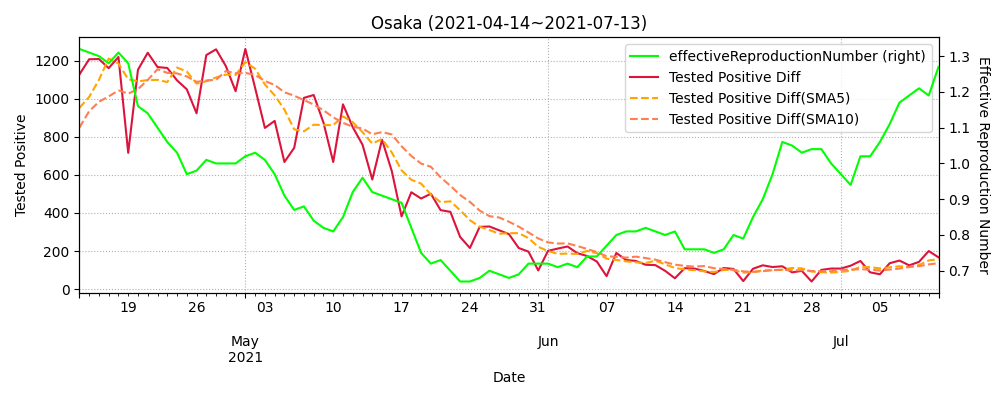 Osaka (2021-04-14~2021-07-13)
effectiveReproductionNumber (right)
Tested Positive Diff
Tested Positive Diff(SMA5)
Tested Positive Diff(SMA10)
Tested Positive
1200
1000
800
600
400
200
0
Effective Reproduction Number
1.3
1.2
1.1
1.0
0.9
0.8
0.7
19 26 03 10 17 24 31 07 14 21 28 05
May Jun Jul
2021
Date